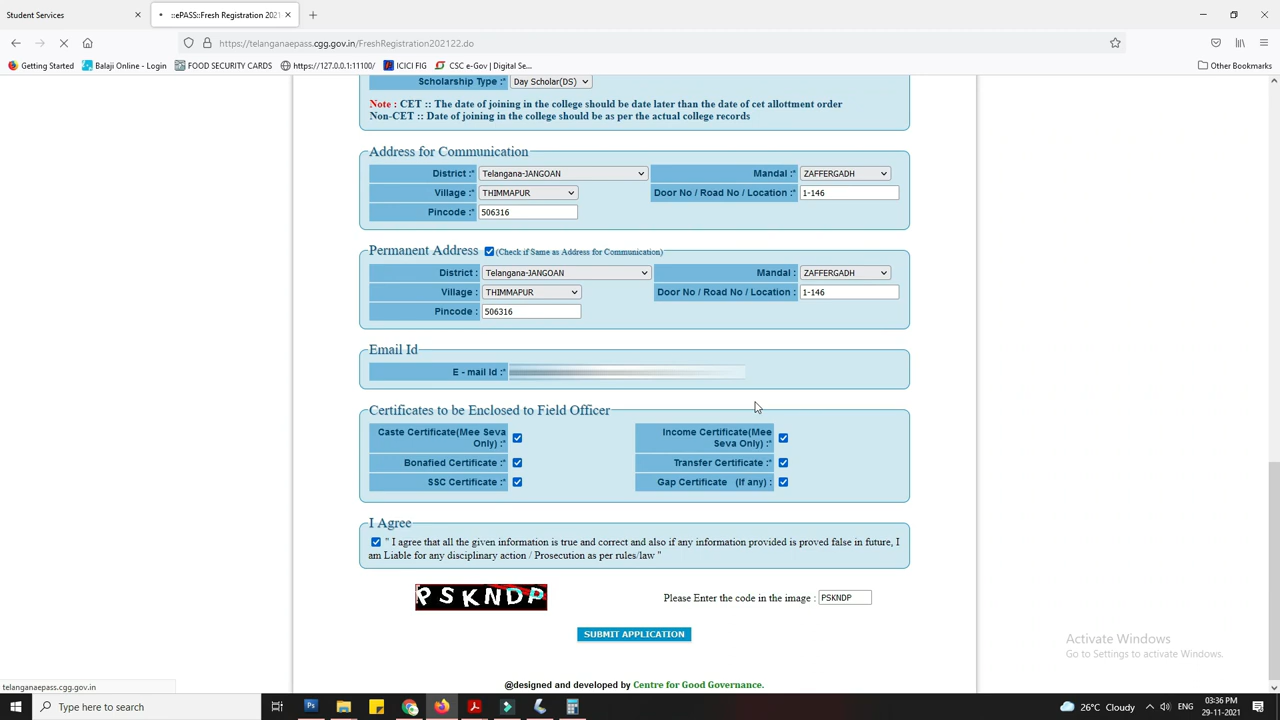 Student Services
::ePASS::Fresh Registration 2021
https://telanganaepass.cgg.gov.in/FreshRegistration202122.do
Getting Started
Balaji Online - Login
FOOD SECURITY CARDS
https://127.0.0.1:11100/
ICICI FIG
CSC e-Gov | Digital Se...
Other Bookmarks
Scholarship Type :* Day Scholar(DS)
Note : CET :: The date of joining in the college should be date later than the date of cet allottment order
Non-CET :: Date of joining in the college should be as per the actual college records
Address for Communication
District :* Telangana-JANGOAN Mandal :* ZAFFERGADH
Village :* THIMMAPUR Door No / Road No / Location :* 1-146
Pincode :* 506316
Permanent Address (Check if Same as Address for Communication)
District : Telangana-JANGOAN Mandal : ZAFFERGADH
Village : THIMMAPUR Door No / Road No / Location : 1-146
Pincode : 506316
Email Id
E - mail Id :*
Certificates to be Enclosed to Field Officer
Caste Certificate(Mee Seva Only) :*
Income Certificate(Mee Seva Only) :*
Bonafied Certificate :* Transfer Certificate :*
SSC Certificate :* Gap Certificate (If any) :
I Agree
" I agree that all the given information is true and correct and also if any information provided is proved false in future, I
am Liable for any disciplinary action / Prosecution as per rules/law "
PSKNDP Please Enter the code in the image : PSKNDP
SUBMIT APPLICATION
Activate Windows
Go to Settings to activate Windows.
@designed and developed by Centre for Good Governance.
telanganaepass.cgg.gov.in
Type here to search
26°C Cloudy
ENG
03:36 PM
29-11-2021